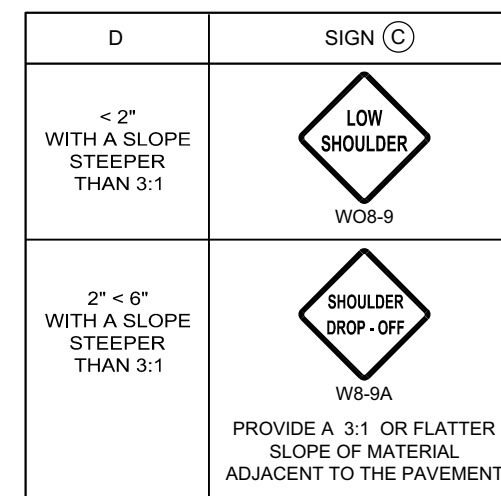 D
SIGN C
< 2"
WITH A SLOPE
STEEPER
THAN 3:1
LOW
SHOULDER
WO8-9
2" < 6"
WITH A SLOPE
STEEPER
THAN 3:1
SHOULDER
DROP - OFF
W8-9A
PROVIDE A 3:1 OR FLATTER
SLOPE OF MATERIAL
ADJACENT TO THE PAVEMENT